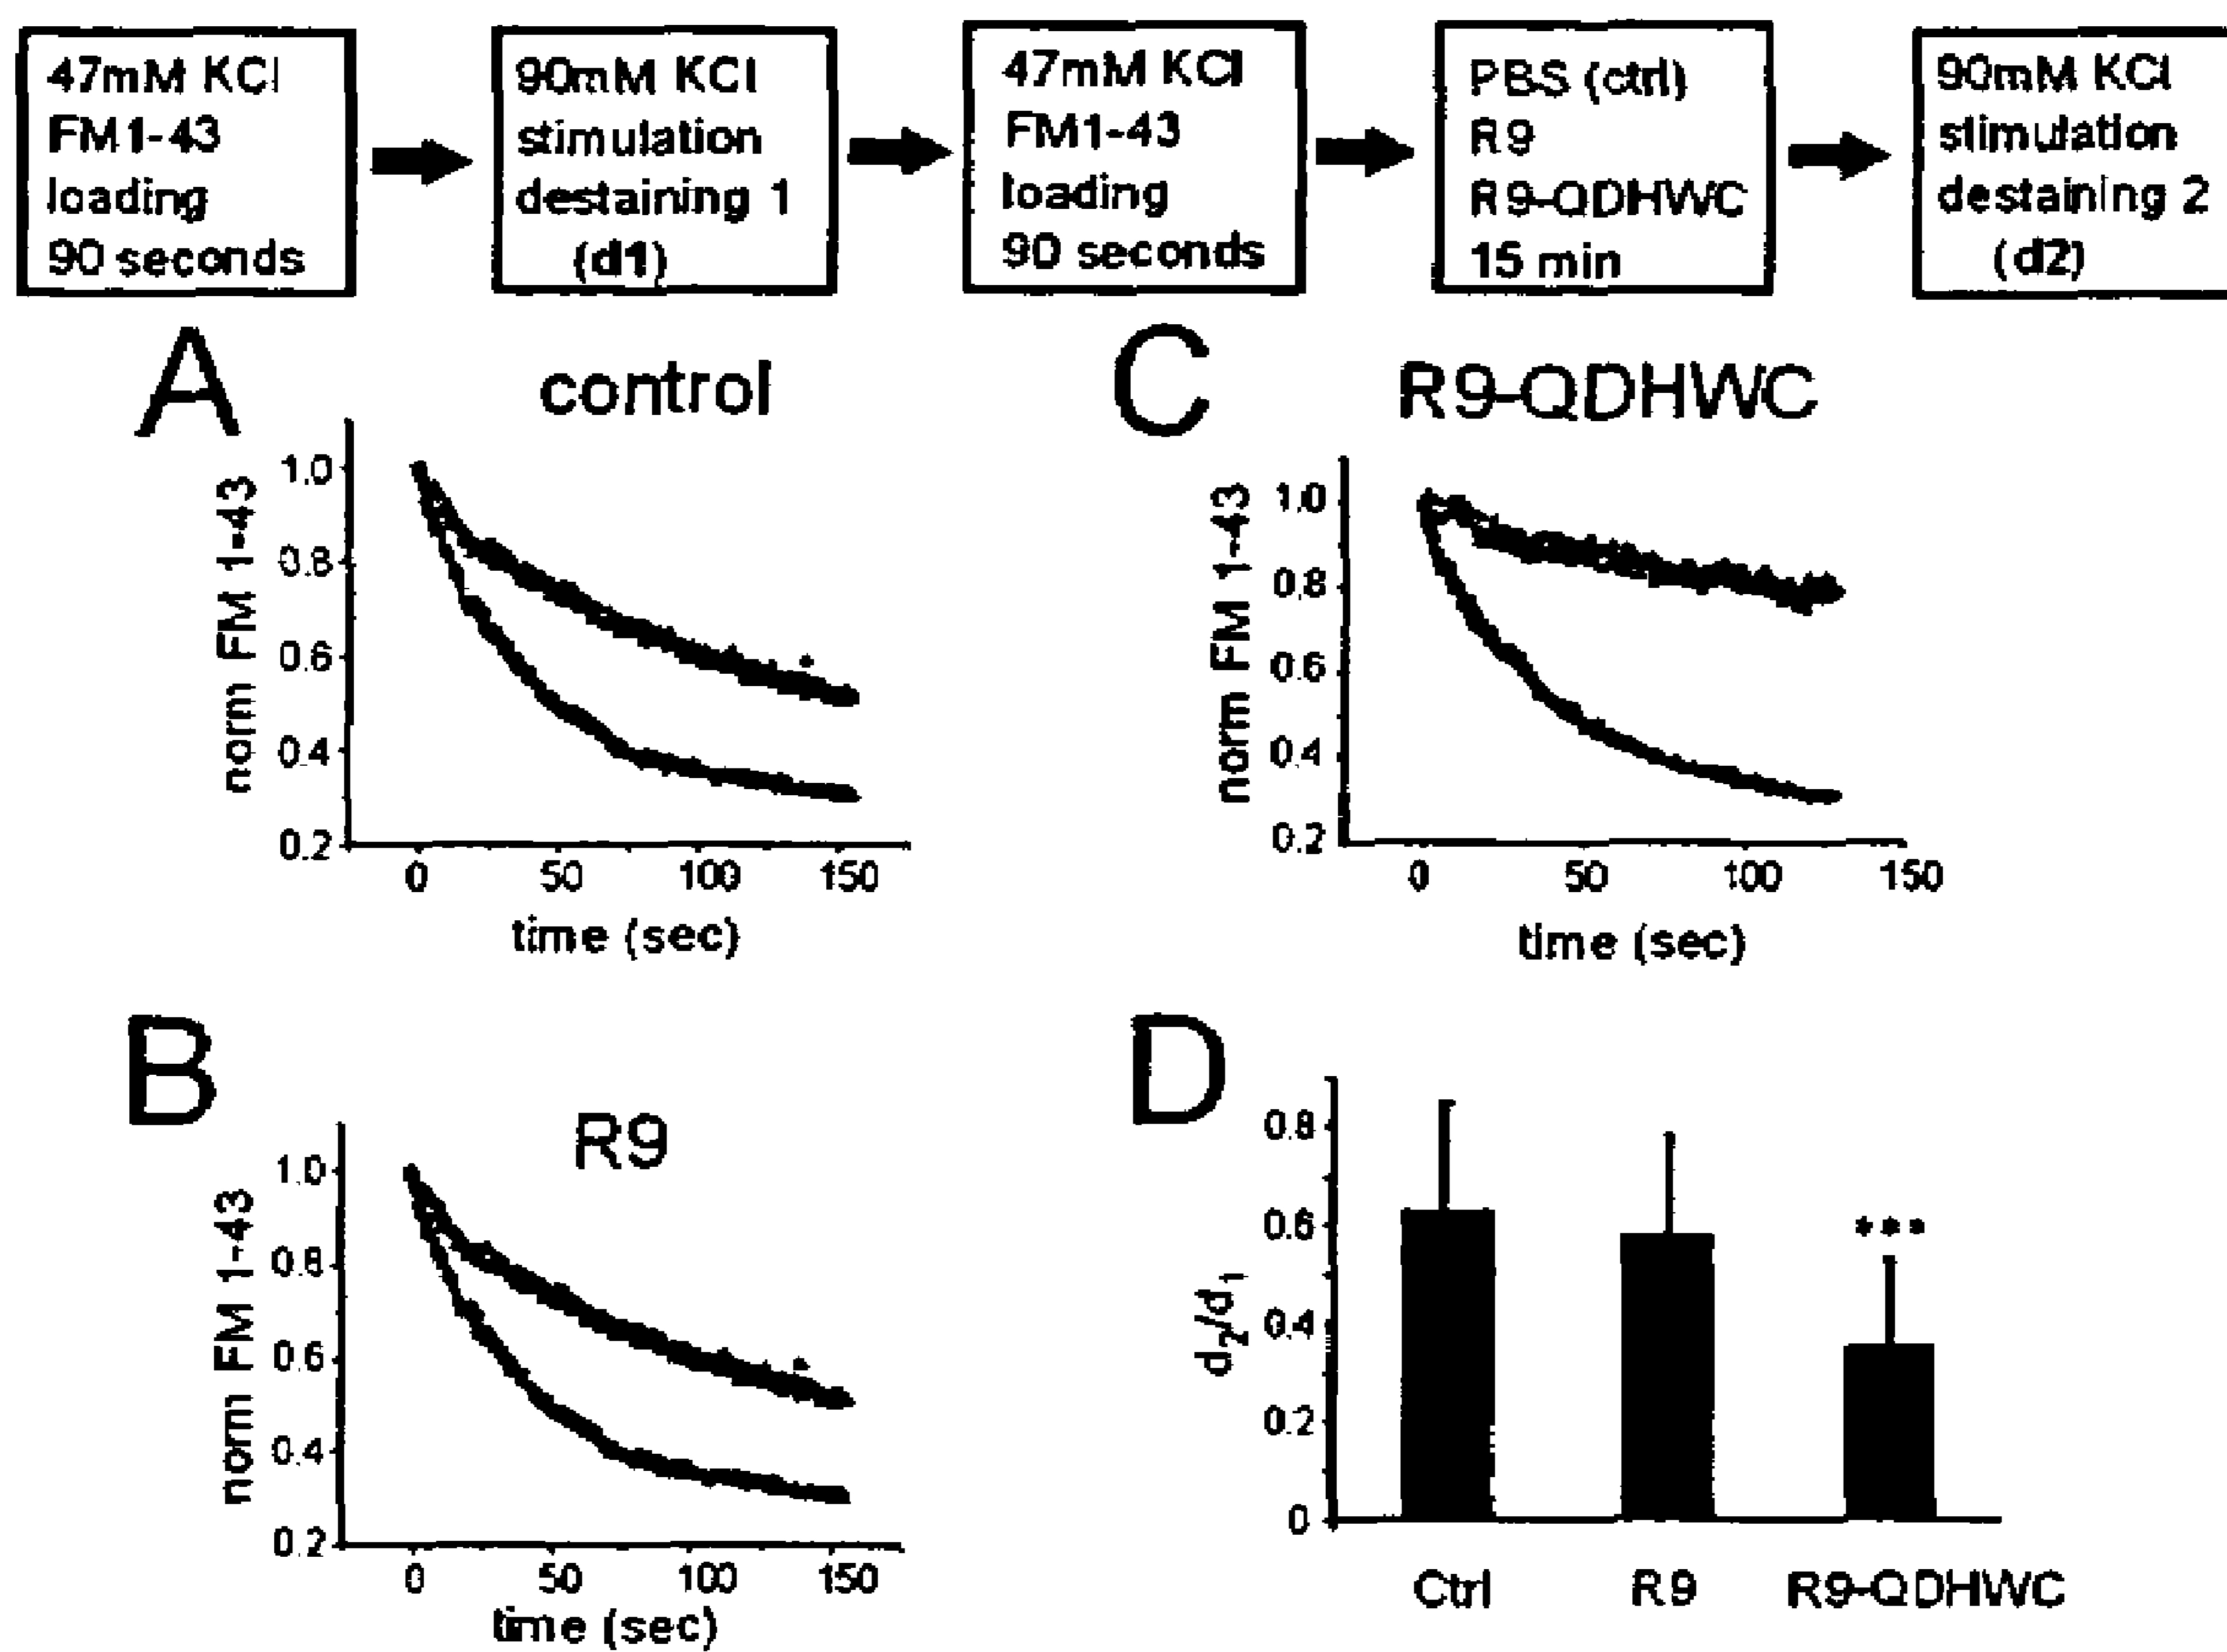 47mM KCl
FM1-43
loading
90 seconds
90mM KCl
stimulation
destaining 1
(d1)
47mM KCl
FM1-43
loading
90 seconds
PBS (ctrl)
R9
R9-QDHWC
15 min
90mM KCl
stimulation
destaining 2
(d2)
A
control
norm FM 1-43
1.0
0.8
0.6
0.4
0.2
0 50 100 150
time (sec)
C
R9-QDHWC
norm FM 1-43
1.0
0.8
0.6
0.4
0.2
0 50 100 150
time (sec)
B
R9
norm FM 1-43
1.0
0.8
0.6
0.4
0.2
0 50 100 150
time (sec)
D
d2/d1
0.8
0.6
0.4
0.2
0
***
Ctrl R9 R9-QDHWC